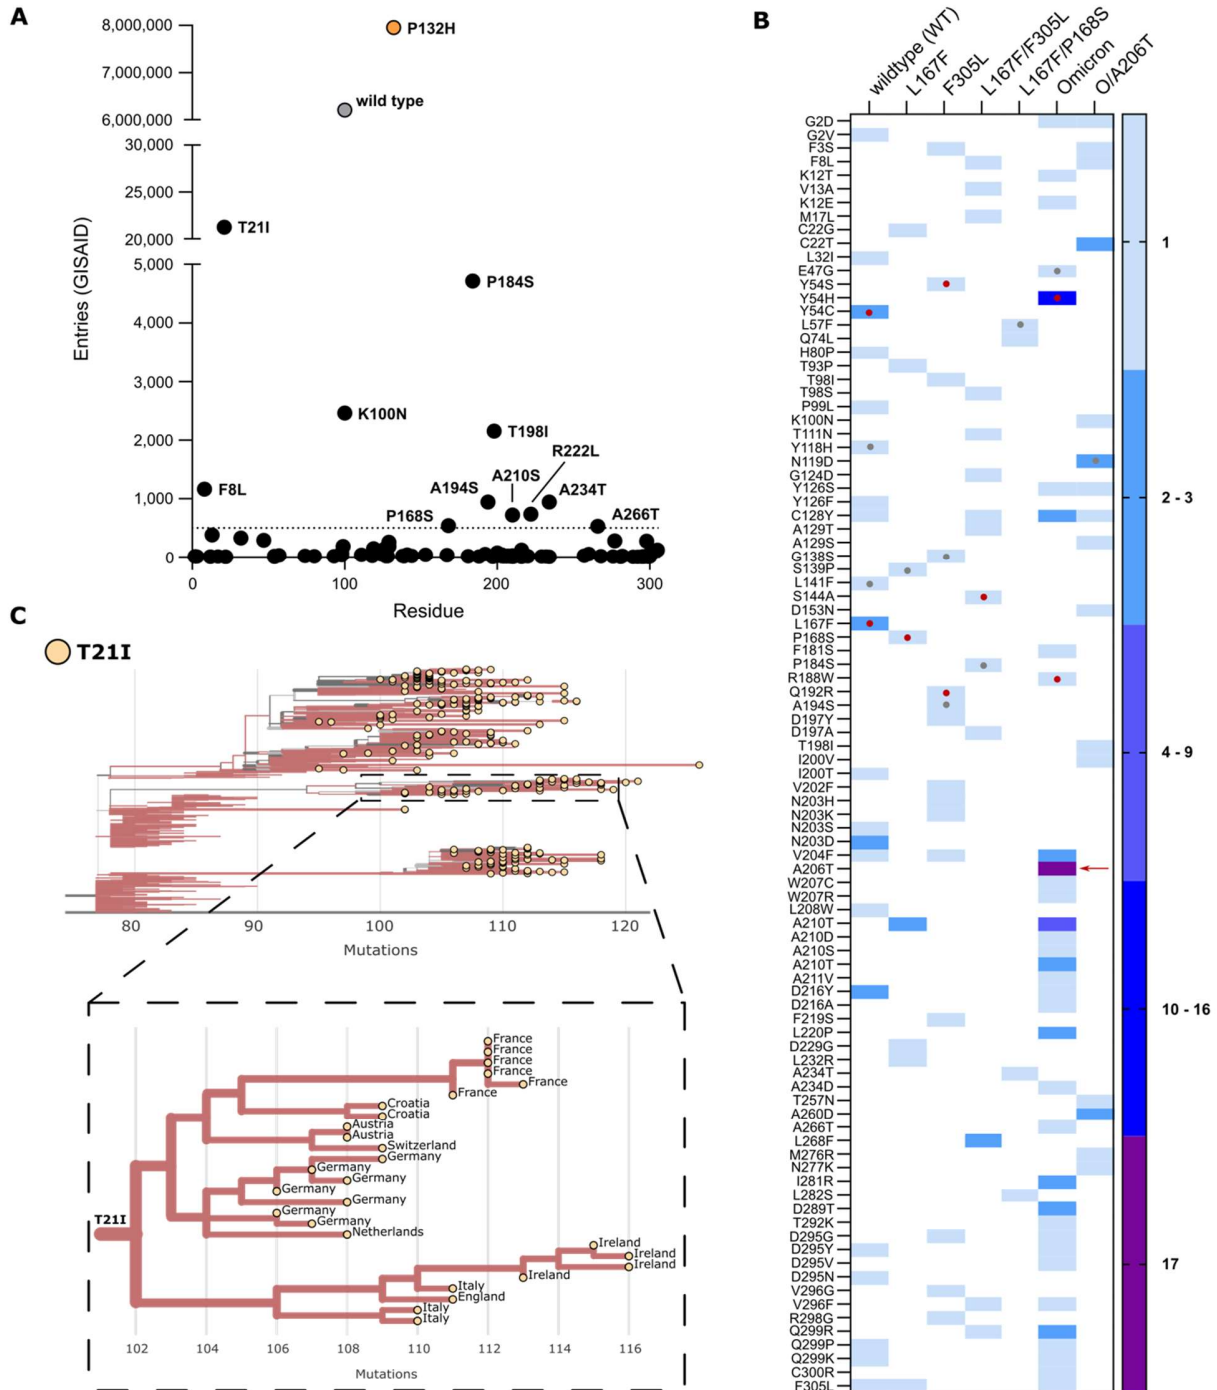 A
8,000,000
7,000,000
6,000,000
30,000
25,000
20,000
5,000
4,000
3,000
2,000
1,000
0
Entries (GISAID)
P132H
wild type
T21I
P184S
K100N
T198I
R222L
A210S
A194S
A234T
F8L
P168S
A266T
0
100
200
300
Residue
B
wildtype (WT)
L167F
F305L
L167F/F305L
L167F/P168S
Omicron
O/A206T
G2D
G2V
F3S
F8L
K12T
V13A
K12E
M17L
C22G
C22T
L32I
E47G
Y54S
Y54H
Y54C
L57F
Q74L
H80P
T93P
T98I
T98S
P99L
K100N
T111N
Y118H
N119D
G124D
Y126S
Y126F
C128Y
A129T
A129S
G138S
S139P
L141F
S144A
D153N
L167F
P168S
F181S
P184S
R188W
Q192R
A194S
D197Y
D197A
T198I
I200V
I200T
V202F
N203H
N203K
N203S
N203D
V204F
A206T
W207C
W207R
L208W
A210T
A210D
A210S
A210T
A211V
D216Y
D216A
F219S
L220P
D229G
L232R
A234T
A234D
T257N
A260D
A266T
L268F
M276R
N277K
I281R
L282S
D289T
T292K
D295G
D295Y
D295V
D295N
V296G
V296F
R298G
Q299R
Q299P
Q299K
C300R
F305L
1
2 - 3
4 - 9
10 - 16
17
C
T21I
80
90
100
110
120
Mutations
T21I
France
France
France
France
France
France
Croatia
Croatia
Austria
Austria
Switzerland
Germany
Germany
Germany
Germany
Germany
Germany
Germany
Netherlands
Ireland
Ireland
Ireland
Ireland
Italy
England
Italy
Italy
102
104
106
108
110
112
114
116
Mutations